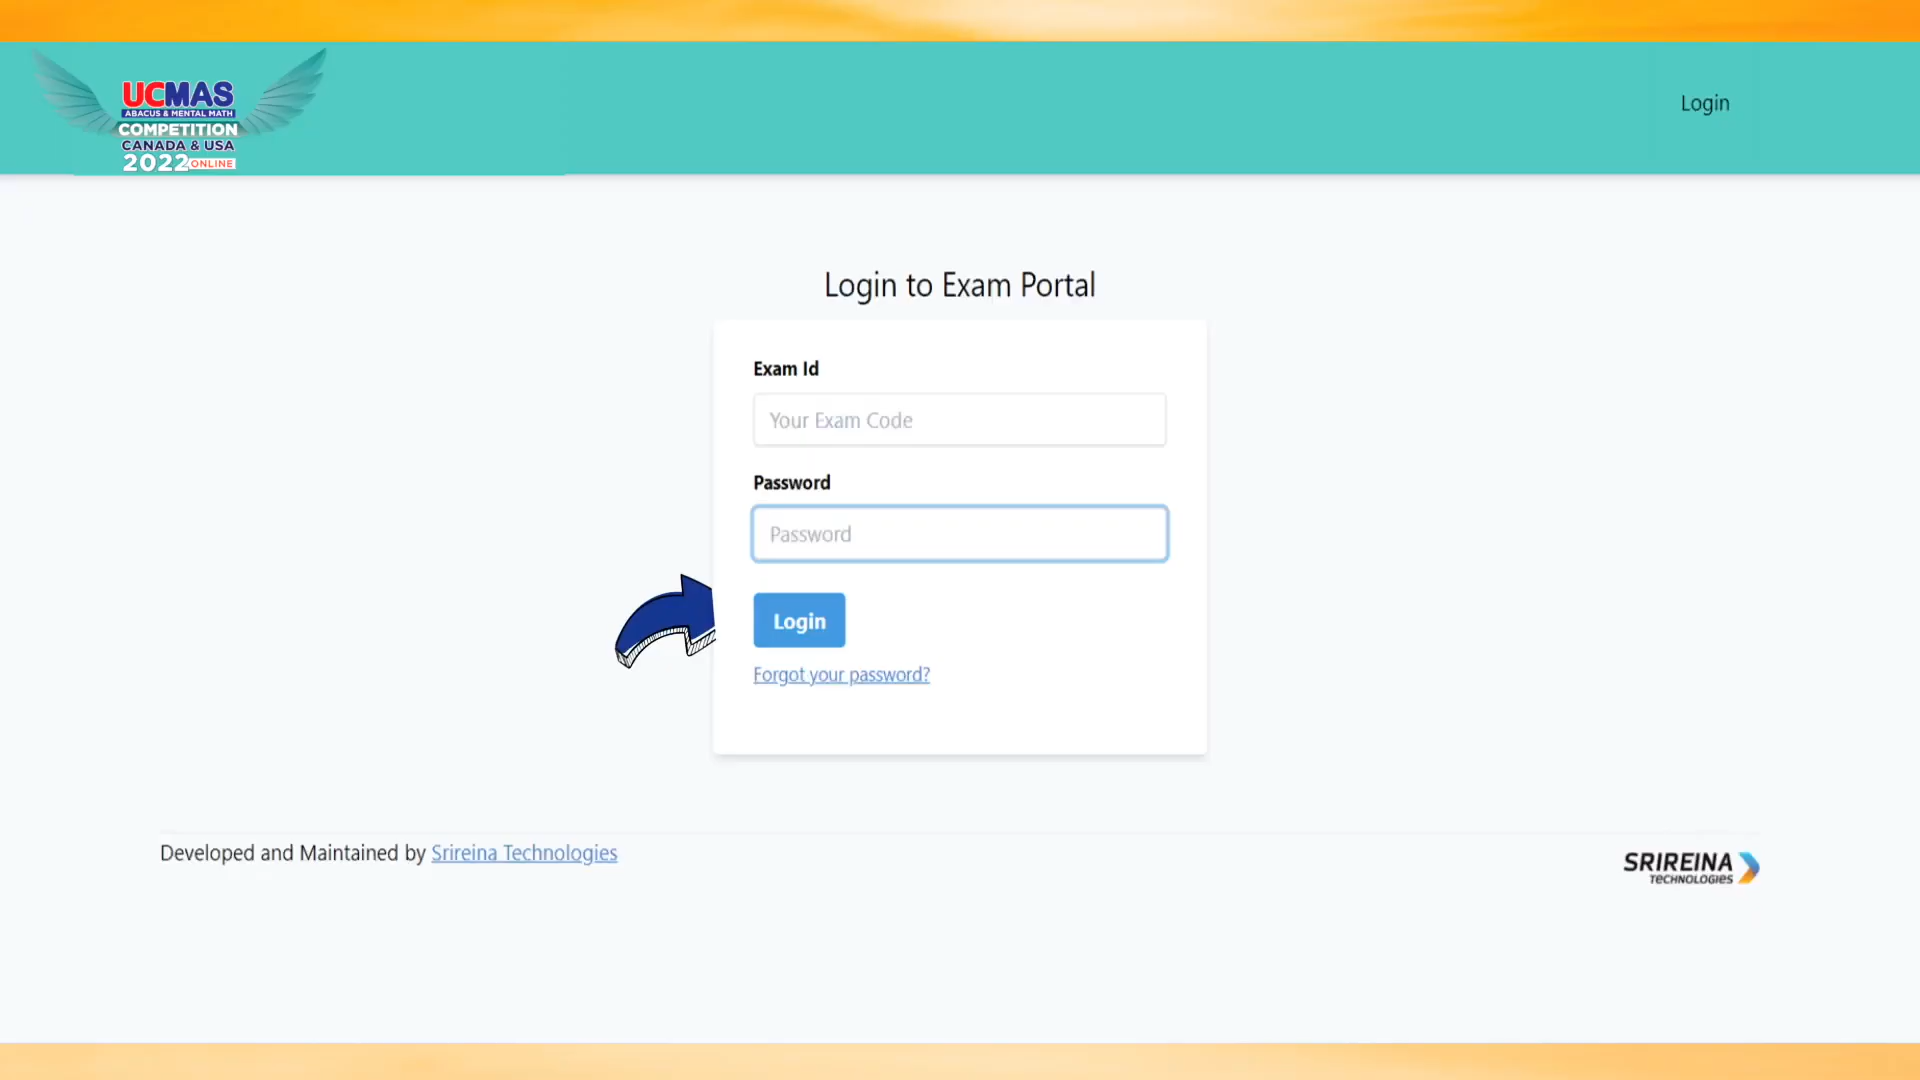 UCMAS
ABACUS & MENTAL MATH
COMPETITION
CANADA & USA
2022 ONLINE
Login
Login to Exam Portal
Exam Id
Your Exam Code
Password
Password
Login
Forgot your password?
Developed and Maintained by Srireina Technologies
SRIREINA
TECHNOLOGIES